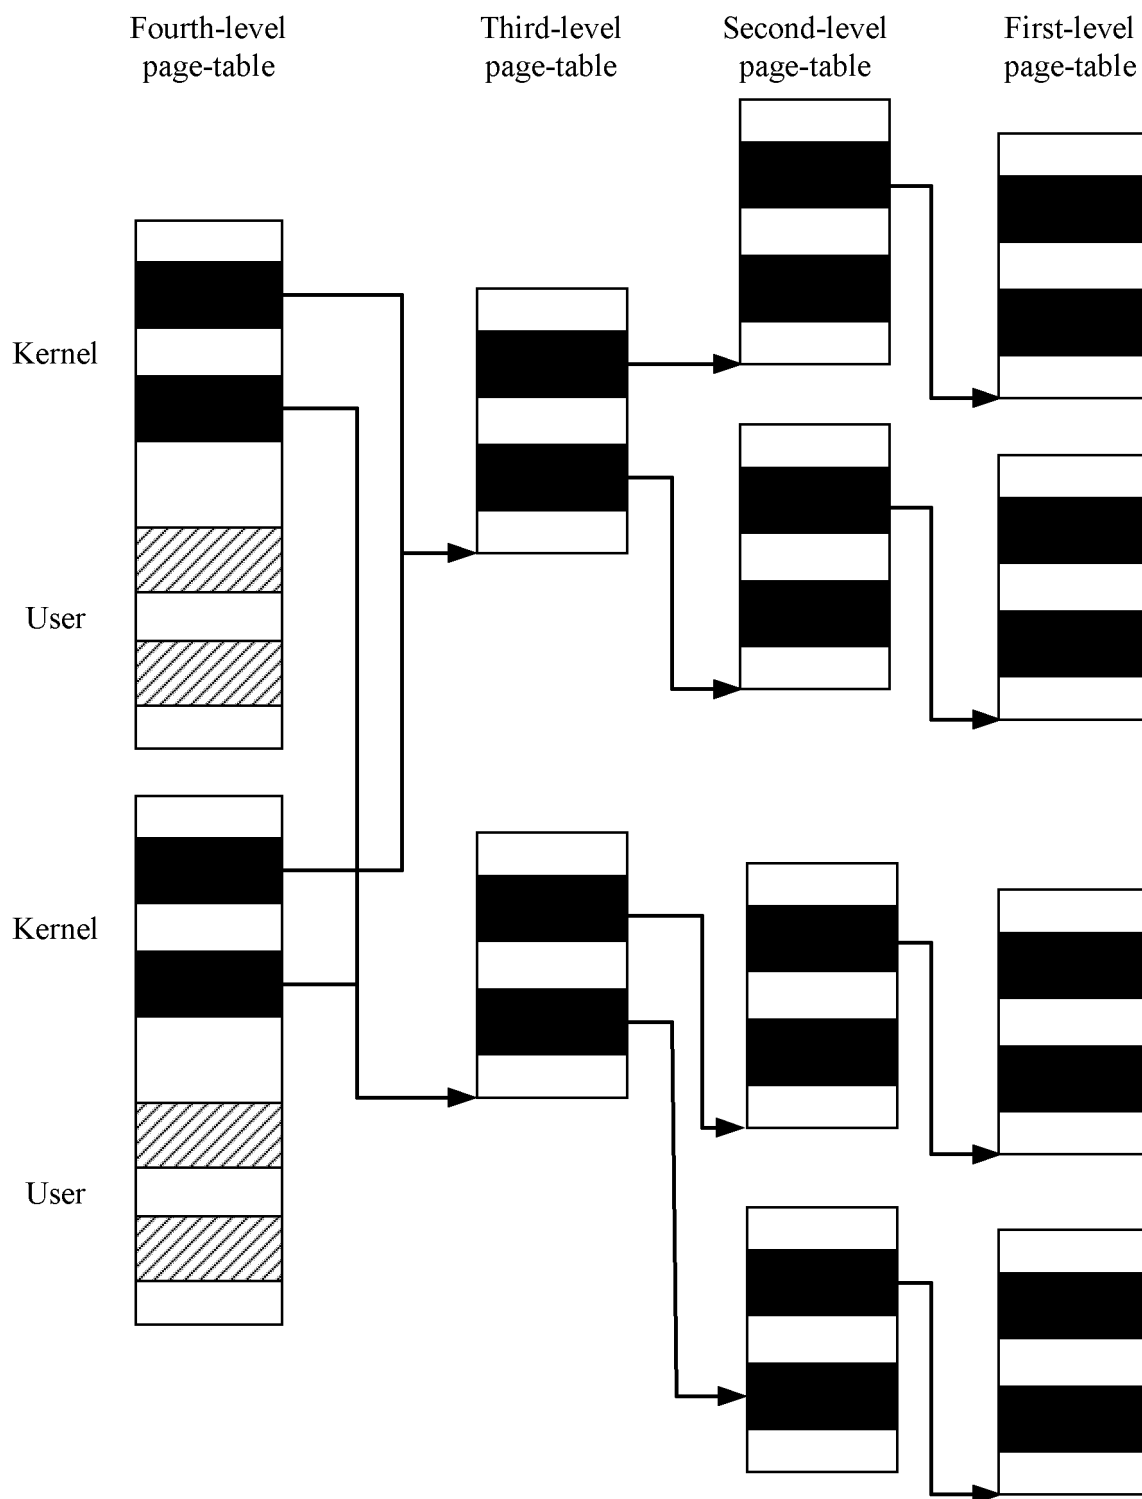 Fourth-level
page-table
Third-level
page-table
Second-level
page-table
First-level
page-table
Kernel
User
Kernel
User